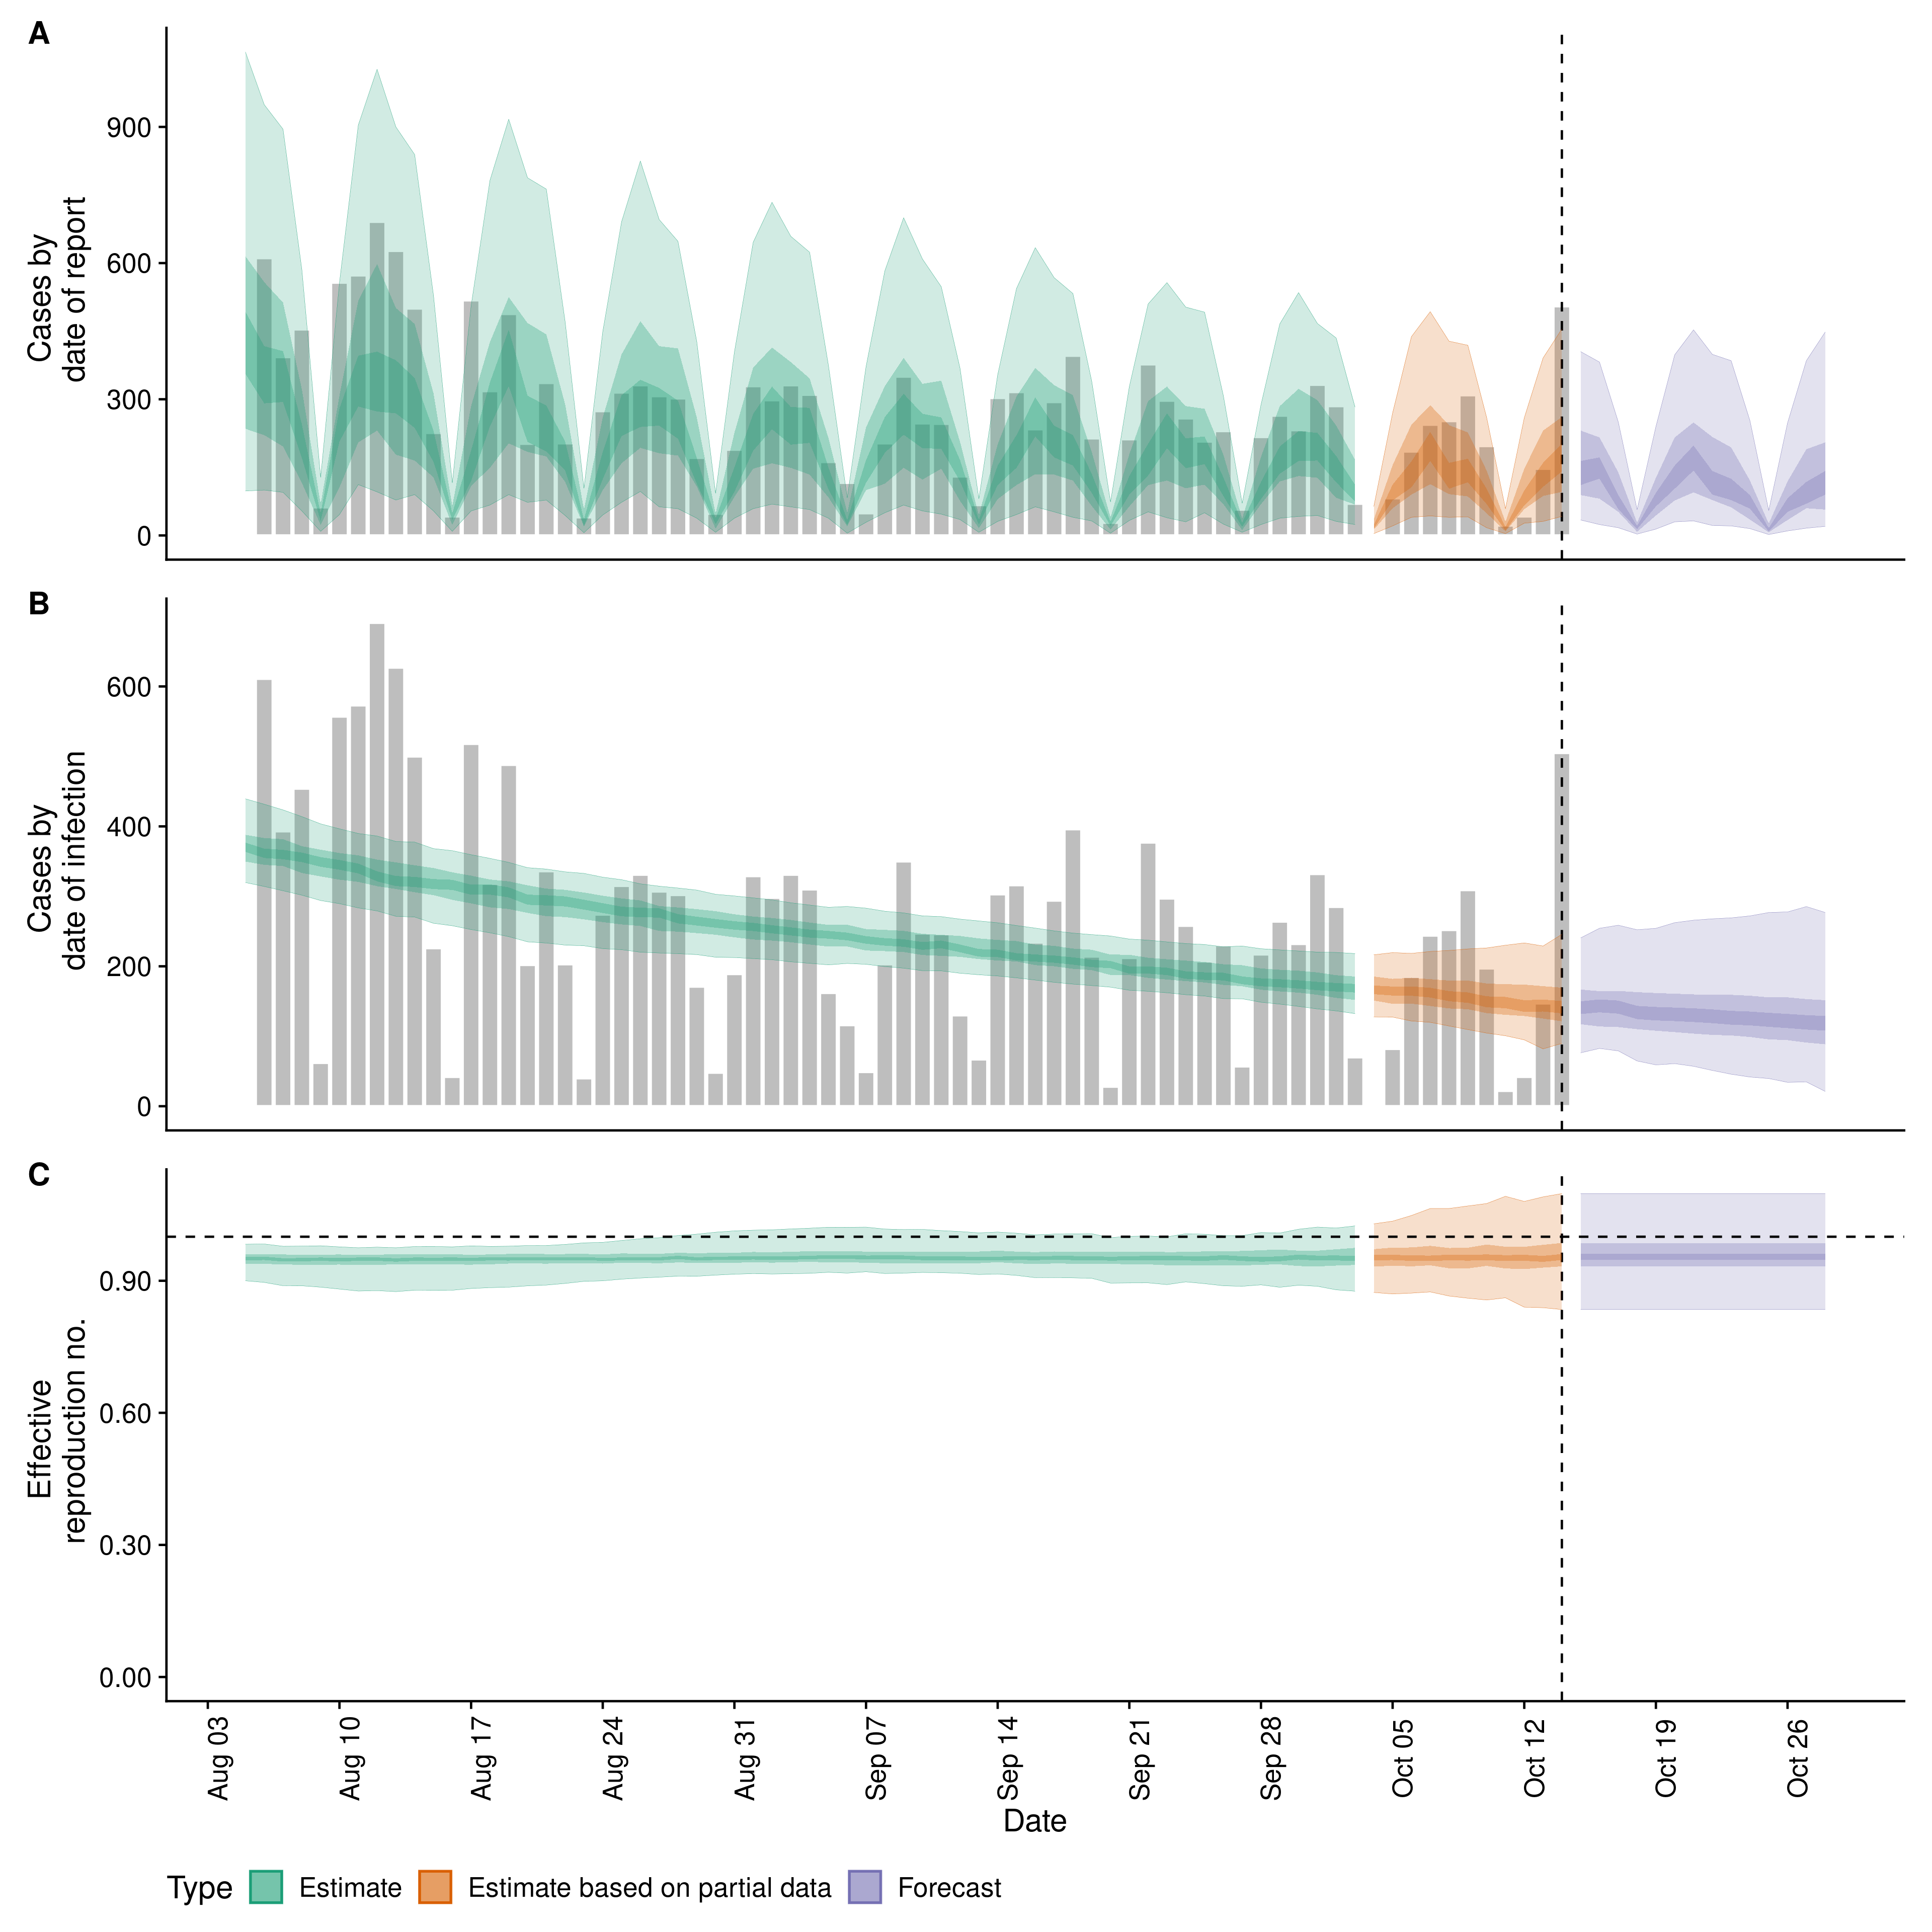 A
Cases by
date of report
900
600
300
0
B
Cases by
date of infection
600
400
200
0
C
Effective
reproduction no.
0.90
0.60
0.30
0.00
Aug 03
Aug 10
Aug 17
Aug 24
Aug 31
Sep 07
Sep 14
Sep 21
Sep 28
Oct 05
Oct 12
Oct 19
Oct 26
Date
Type Estimate Estimate based on partial data Forecast